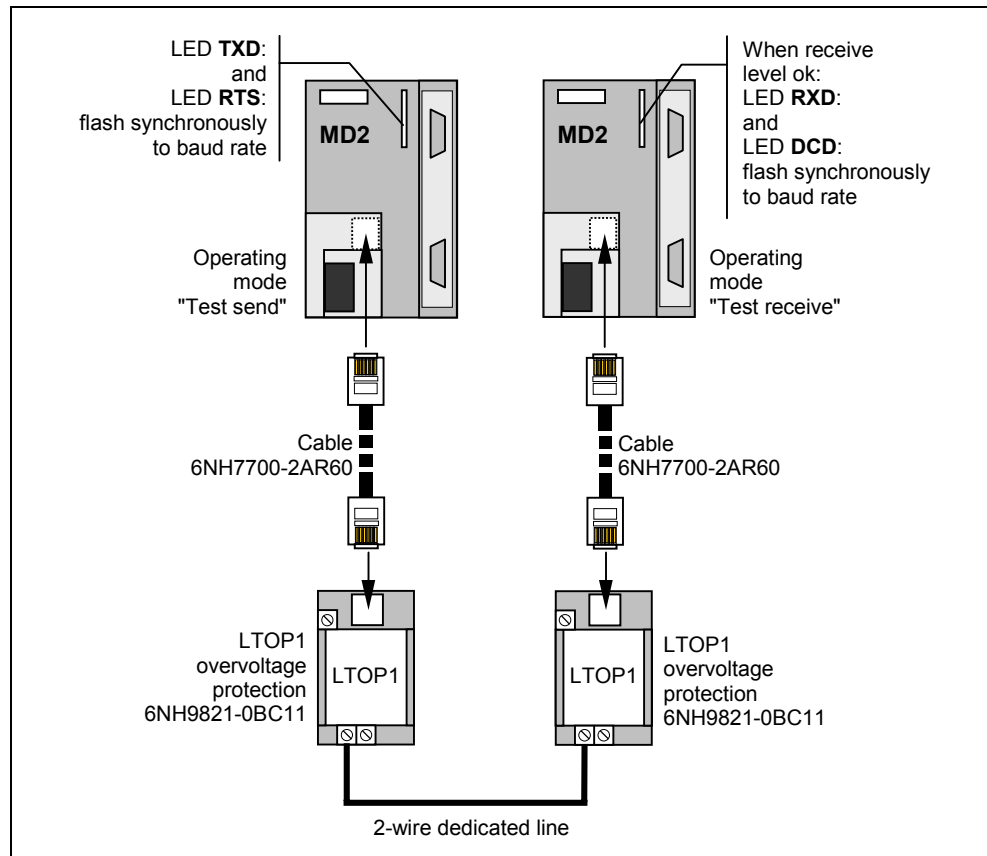 LED TXD:
and
LED RTS:
flash synchronously
to baud rate
MD2
When receive
level ok:
LED RXD:
and
LED DCD:
flash synchronously
to baud rate
MD2
Operating
mode
"Test send"
Operating
mode
"Test receive"
Cable
6NH7700-2AR60
Cable
6NH7700-2AR60
LTOP1
overvoltage
protection
6NH9821-0BC11
LTOP1
LTOP1
LTOP1
overvoltage
protection
6NH9821-0BC11
2-wire dedicated line